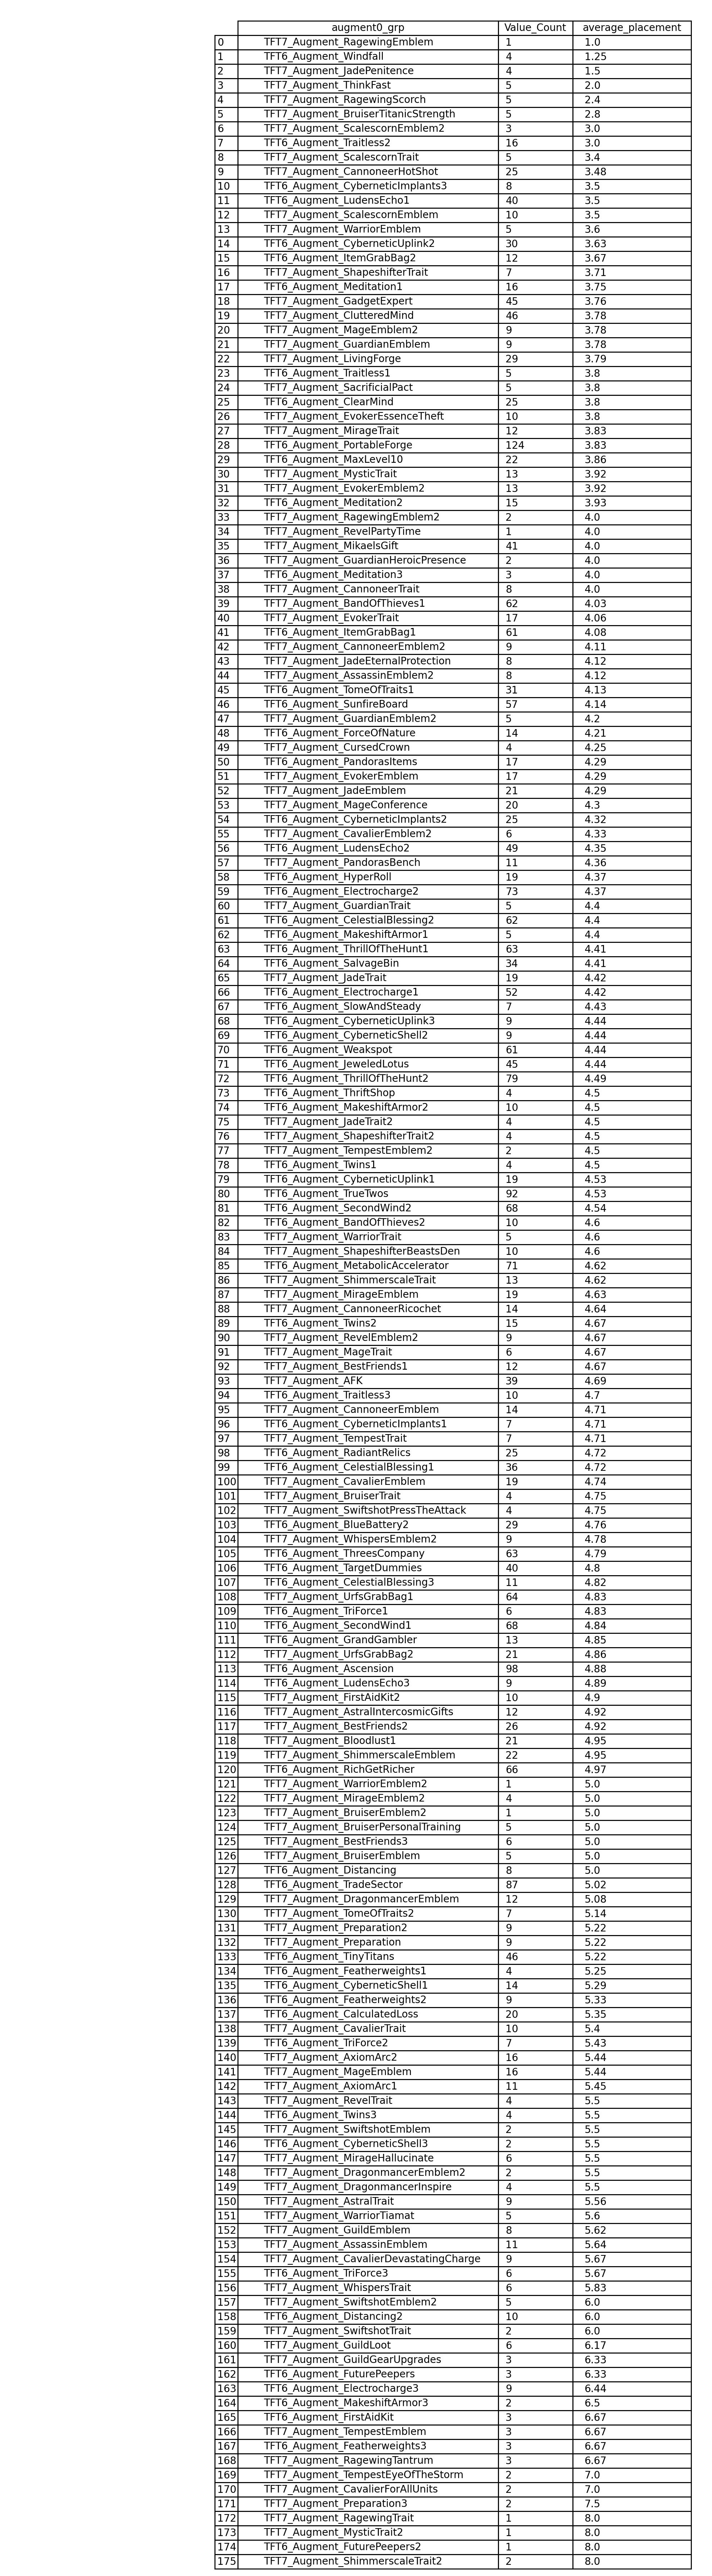 augment0_grp Value_Count average_placement
0 TFT7_Augment_RagewingEmblem 1 1.0
1 TFT6_Augment_Windfall 4 1.25
2 TFT7_Augment_JadePenitence 4 1.5
3 TFT7_Augment_ThinkFast 5 2.0
4 TFT7_Augment_RagewingScorch 5 2.4
5 TFT7_Augment_BruiserTitanicStrength 5 2.8
6 TFT7_Augment_ScalescornEmblem2 3 3.0
7 TFT6_Augment_Traitless2 16 3.0
8 TFT7_Augment_ScalescornTrait 5 3.4
9 TFT7_Augment_CannoneerHotShot 25 3.48
10 TFT6_Augment_CyberneticImplants3 8 3.5
11 TFT6_Augment_LudensEcho1 40 3.5
12 TFT7_Augment_ScalescornEmblem 10 3.5
13 TFT7_Augment_WarriorEmblem 5 3.6
14 TFT6_Augment_CyberneticUplink2 30 3.63
15 TFT6_Augment_ItemGrabBag2 12 3.67
16 TFT7_Augment_ShapeshifterTrait 7 3.71
17 TFT6_Augment_Meditation1 16 3.75
18 TFT7_Augment_GadgetExpert 45 3.76
19 TFT7_Augment_ClutteredMind 46 3.78
20 TFT7_Augment_MageEmblem2 9 3.78
21 TFT7_Augment_GuardianEmblem 9 3.78
22 TFT7_Augment_LivingForge 29 3.79
23 TFT6_Augment_Traitless1 5 3.8
24 TFT7_Augment_SacrificialPact 5 3.8
25 TFT6_Augment_ClearMind 25 3.8
26 TFT7_Augment_EvokerEssenceTheft 10 3.8
27 TFT7_Augment_MirageTrait 12 3.83
28 TFT6_Augment_PortableForge 124 3.83
29 TFT6_Augment_MaxLevel10 22 3.86
30 TFT7_Augment_MysticTrait 13 3.92
31 TFT7_Augment_EvokerEmblem2 13 3.92
32 TFT6_Augment_Meditation2 15 3.93
33 TFT7_Augment_RagewingEmblem2 2 4.0
34 TFT7_Augment_RevelPartyTime 1 4.0
35 TFT7_Augment_MikaelsGift 41 4.0
36 TFT7_Augment_GuardianHeroicPresence 2 4.0
37 TFT6_Augment_Meditation3 3 4.0
38 TFT7_Augment_CannoneerTrait 8 4.0
39 TFT7_Augment_BandOfThieves1 62 4.03
40 TFT7_Augment_EvokerTrait 17 4.06
41 TFT6_Augment_ItemGrabBag1 61 4.08
42 TFT7_Augment_CannoneerEmblem2 9 4.11
43 TFT7_Augment_JadeEternalProtection 8 4.12
44 TFT7_Augment_AssassinEmblem2 8 4.12
45 TFT6_Augment_TomeOfTraits1 31 4.13
46 TFT6_Augment_SunfireBoard 57 4.14
47 TFT7_Augment_GuardianEmblem2 5 4.2
48 TFT6_Augment_ForceOfNature 14 4.21
49 TFT7_Augment_CursedCrown 4 4.25
50 TFT6_Augment_PandorasItems 17 4.29
51 TFT7_Augment_EvokerEmblem 17 4.29
52 TFT7_Augment_JadeEmblem 21 4.29
53 TFT7_Augment_MageConference 20 4.3
54 TFT6_Augment_CyberneticImplants2 25 4.32
55 TFT7_Augment_CavalierEmblem2 6 4.33
56 TFT6_Augment_LudensEcho2 49 4.35
57 TFT7_Augment_PandorasBench 11 4.36
58 TFT6_Augment_HyperRoll 19 4.37
59 TFT6_Augment_Electrocharge2 73 4.37
60 TFT7_Augment_GuardianTrait 5 4.4
61 TFT6_Augment_CelestialBlessing2 62 4.4
62 TFT6_Augment_MakeshiftArmor1 5 4.4
63 TFT6_Augment_ThrillOfTheHunt1 63 4.41
64 TFT6_Augment_SalvageBin 34 4.41
65 TFT7_Augment_JadeTrait 19 4.42
66 TFT6_Augment_Electrocharge1 52 4.42
67 TFT6_Augment_SlowAndSteady 7 4.43
68 TFT6_Augment_CyberneticUplink3 9 4.44
69 TFT6_Augment_CyberneticShell2 9 4.44
70 TFT6_Augment_Weakspot 61 4.44
71 TFT6_Augment_JeweledLotus 45 4.44
72 TFT6_Augment_ThrillOfTheHunt2 79 4.49
73 TFT6_Augment_ThriftShop 4 4.5
74 TFT6_Augment_MakeshiftArmor2 10 4.5
75 TFT7_Augment_JadeTrait2 4 4.5
76 TFT7_Augment_ShapeshifterTrait2 4 4.5
77 TFT7_Augment_TempestEmblem2 2 4.5
78 TFT6_Augment_Twins1 4 4.5
79 TFT6_Augment_CyberneticUplink1 19 4.53
80 TFT6_Augment_TrueTwos 92 4.53
81 TFT6_Augment_SecondWind2 68 4.54
82 TFT6_Augment_BandOfThieves2 10 4.6
83 TFT7_Augment_WarriorTrait 5 4.6
84 TFT7_Augment_ShapeshifterBeastsDen 10 4.6
85 TFT6_Augment_MetabolicAccelerator 71 4.62
86 TFT7_Augment_ShimmerscaleTrait 13 4.62
87 TFT7_Augment_MirageEmblem 19 4.63
88 TFT7_Augment_CannoneerRicochet 14 4.64
89 TFT6_Augment_Twins2 15 4.67
90 TFT7_Augment_RevelEmblem2 9 4.67
91 TFT7_Augment_MageTrait 6 4.67
92 TFT7_Augment_BestFriends1 12 4.67
93 TFT7_Augment_AFK 39 4.69
94 TFT6_Augment_Traitless3 10 4.7
95 TFT7_Augment_CannoneerEmblem 14 4.71
96 TFT6_Augment_CyberneticImplants1 7 4.71
97 TFT7_Augment_TempestTrait 7 4.71
98 TFT6_Augment_RadiantRelics 25 4.72
99 TFT6_Augment_CelestialBlessing1 36 4.72
100 TFT7_Augment_CavalierEmblem 19 4.74
101 TFT7_Augment_BruiserTrait 4 4.75
102 TFT7_Augment_SwiftshotPressTheAttack 4 4.75
103 TFT6_Augment_BlueBattery2 29 4.76
104 TFT7_Augment_WhispersEmblem2 9 4.78
105 TFT6_Augment_ThreesCompany 63 4.79
106 TFT6_Augment_TargetDummies 40 4.8
107 TFT6_Augment_CelestialBlessing3 11 4.82
108 TFT7_Augment_UrfsGrabBag1 64 4.83
109 TFT6_Augment_TriForce1 6 4.83
110 TFT6_Augment_SecondWind1 68 4.84
111 TFT6_Augment_GrandGambler 13 4.85
112 TFT7_Augment_UrfsGrabBag2 21 4.86
113 TFT6_Augment_Ascension 98 4.88
114 TFT6_Augment_LudensEcho3 9 4.89
115 TFT7_Augment_FirstAidKit2 10 4.9
116 TFT7_Augment_AstralIntercosmicGifts 12 4.92
117 TFT7_Augment_BestFriends2 26 4.92
118 TFT7_Augment_Bloodlust1 21 4.95
119 TFT7_Augment_ShimmerscaleEmblem 22 4.95
120 TFT6_Augment_RichGetRicher 66 4.97
121 TFT7_Augment_WarriorEmblem2 1 5.0
122 TFT7_Augment_MirageEmblem2 4 5.0
123 TFT7_Augment_BruiserEmblem2 1 5.0
124 TFT7_Augment_BruiserPersonalTraining 5 5.0
125 TFT7_Augment_BestFriends3 6 5.0
126 TFT7_Augment_BruiserEmblem 5 5.0
127 TFT6_Augment_Distancing 8 5.0
128 TFT6_Augment_TradeSector 87 5.02
129 TFT7_Augment_DragonmancerEmblem 12 5.08
130 TFT7_Augment_TomeOfTraits2 7 5.14
131 TFT7_Augment_Preparation2 9 5.22
132 TFT7_Augment_Preparation 9 5.22
133 TFT6_Augment_TinyTitans 46 5.22
134 TFT6_Augment_Featherweights1 4 5.25
135 TFT6_Augment_CyberneticShell1 14 5.29
136 TFT6_Augment_Featherweights2 9 5.33
137 TFT6_Augment_CalculatedLoss 20 5.35
138 TFT7_Augment_CavalierTrait 10 5.4
139 TFT6_Augment_TriForce2 7 5.43
140 TFT7_Augment_AxiomArc2 16 5.44
141 TFT7_Augment_MageEmblem 16 5.44
142 TFT7_Augment_AxiomArc1 11 5.45
143 TFT7_Augment_RevelTrait 4 5.5
144 TFT6_Augment_Twins3 4 5.5
145 TFT7_Augment_SwiftshotEmblem 2 5.5
146 TFT6_Augment_CyberneticShell3 2 5.5
147 TFT7_Augment_MirageHallucinate 6 5.5
148 TFT7_Augment_DragonmancerEmblem2 2 5.5
149 TFT7_Augment_DragonmancerInspire 4 5.5
150 TFT7_Augment_AstralTrait 9 5.56
151 TFT7_Augment_WarriorTiamat 5 5.6
152 TFT7_Augment_GuildEmblem 8 5.62
153 TFT7_Augment_AssassinEmblem 11 5.64
154 TFT7_Augment_CavalierDevastatingCharge 9 5.67
155 TFT6_Augment_TriForce3 6 5.67
156 TFT7_Augment_WhispersTrait 6 5.83
157 TFT7_Augment_SwiftshotEmblem2 5 6.0
158 TFT6_Augment_Distancing2 10 6.0
159 TFT7_Augment_SwiftshotTrait 2 6.0
160 TFT7_Augment_GuildLoot 6 6.17
161 TFT7_Augment_GuildGearUpgrades 3 6.33
162 TFT7_Augment_FuturePeepers 3 6.33
163 TFT6_Augment_Electrocharge3 9 6.44
164 TFT6_Augment_MakeshiftArmor3 2 6.5
165 TFT6_Augment_FirstAidKit 3 6.67
166 TFT7_Augment_TempestEmblem 3 6.67
167 TFT6_Augment_Featherweights3 3 6.67
168 TFT7_Augment_RagewingTantrum 3 6.67
169 TFT7_Augment_TempestEyeOfTheStorm 2 7.0
170 TFT7_Augment_CavalierForAllUnits 2 7.0
171 TFT7_Augment_Preparation3 2 7.5
172 TFT7_Augment_RagewingTrait 1 8.0
173 TFT7_Augment_MysticTrait2 1 8.0
174 TFT6_Augment_FuturePeepers2 1 8.0
175 TFT7_Augment_ShimmerscaleTrait2 2 8.0